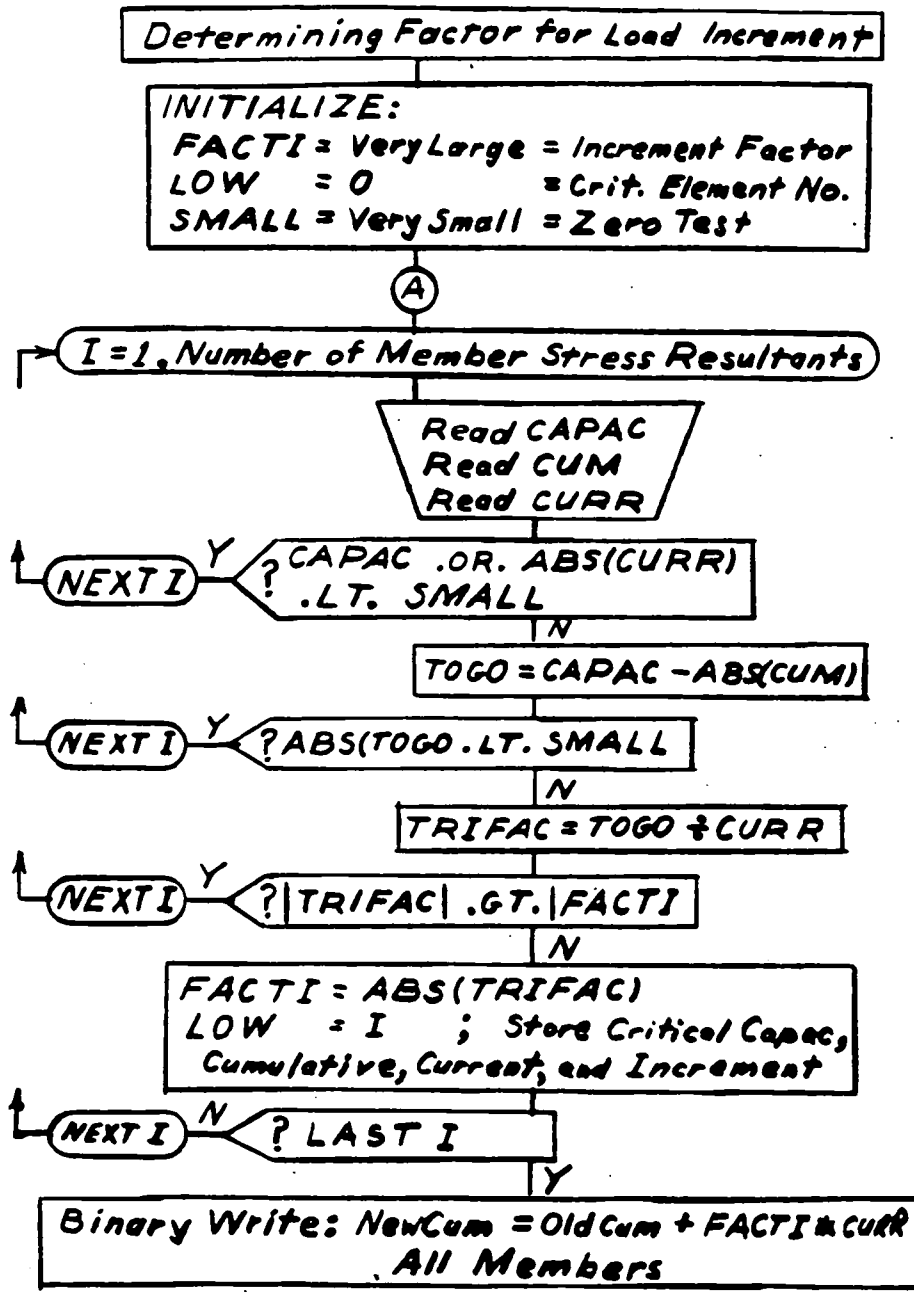 Determining Factor for Load Increment
INITIALIZE:
FACTI = Very Large = Increment Factor
LOW = 0 = Crit. Element No.
SMALL = Very Small = Zero Test
A
I = 1, Number of Member Stress Resultants
Read CAPAC
Read CUM
Read CURR
NEXT I Y ? CAPAC .OR. ABS(CURR)
.LT. SMALL
N
TOGO = CAPAC - ABS(CUM)
NEXT I Y ? ABS(TOGO .LT. SMALL
N
TRIFAC = TOGO ÷ CURR
NEXT I Y ? |TRIFAC| .GT. |FACTI
N
FACTI = ABS(TRIFAC)
LOW = I ; Store Critical Capac,
Cumulative, Current, and Increment
NEXT I N ? LAST I
Y
Binary Write: NewCum = Old Cum + FACTI * CURR
All Members